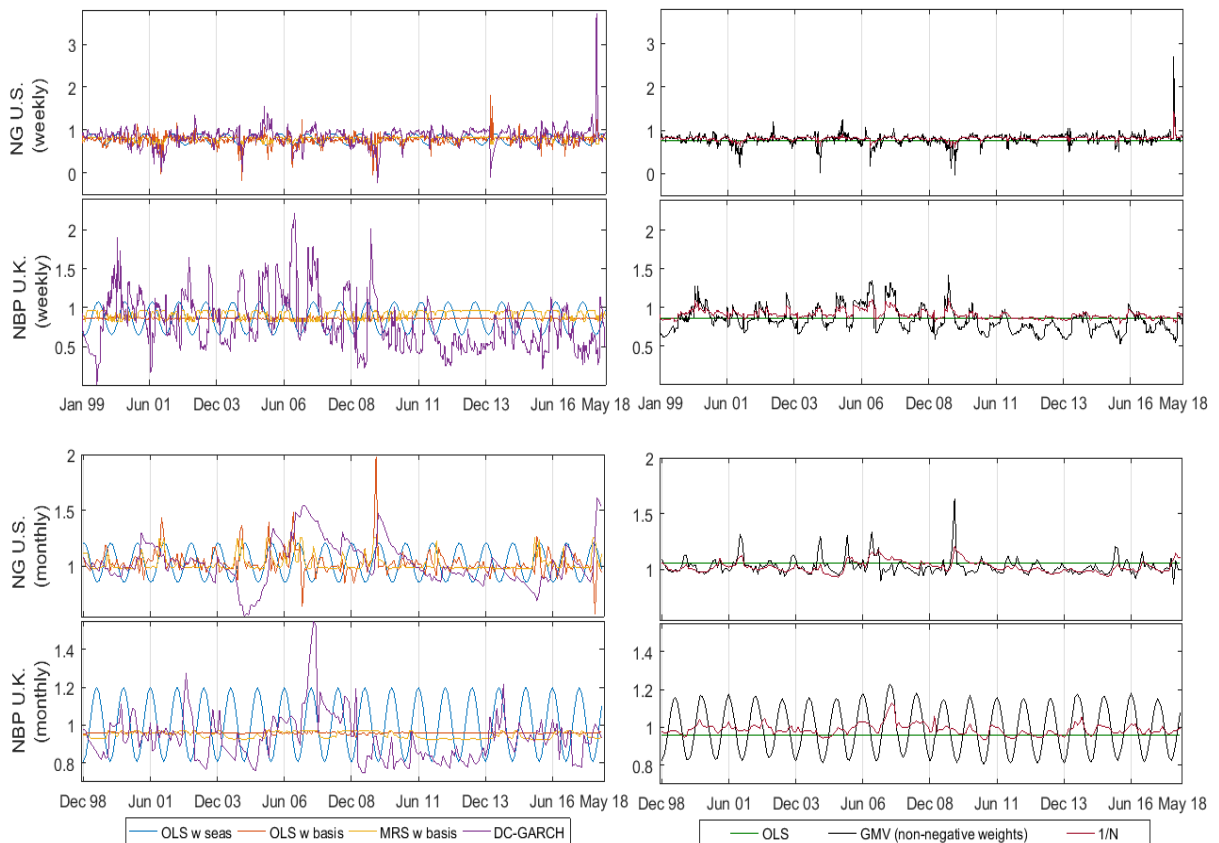 NG U.S.
(weekly)
3
2
1
0
3
2
1
0
NBP U.K.
(weekly)
2
1.5
1
0.5
2
1.5
1
0.5
Jan 99 Jun 01 Dec 03 Jun 06 Dec 08 Jun 11 Dec 13 Jun 16 May 18
Jan 99 Jun 01 Dec 03 Jun 06 Dec 08 Jun 11 Dec 13 Jun 16 May 18
NG U.S.
(monthly)
2
1.5
1
2
1.5
1
NBP U.K.
(monthly)
1.4
1.2
1
0.8
1.4
1.2
1
0.8
Dec 98 Jun 01 Dec 03 Jun 06 Dec 08 Jun 11 Dec 13 Jun 16 May 18
Dec 98 Jun 01 Dec 03 Jun 06 Dec 08 Jun 11 Dec 13 Jun 16 May 18
OLS w seas OLS w basis MRS w basis DC-GARCH
OLS GMV (non-negative weights) 1/N